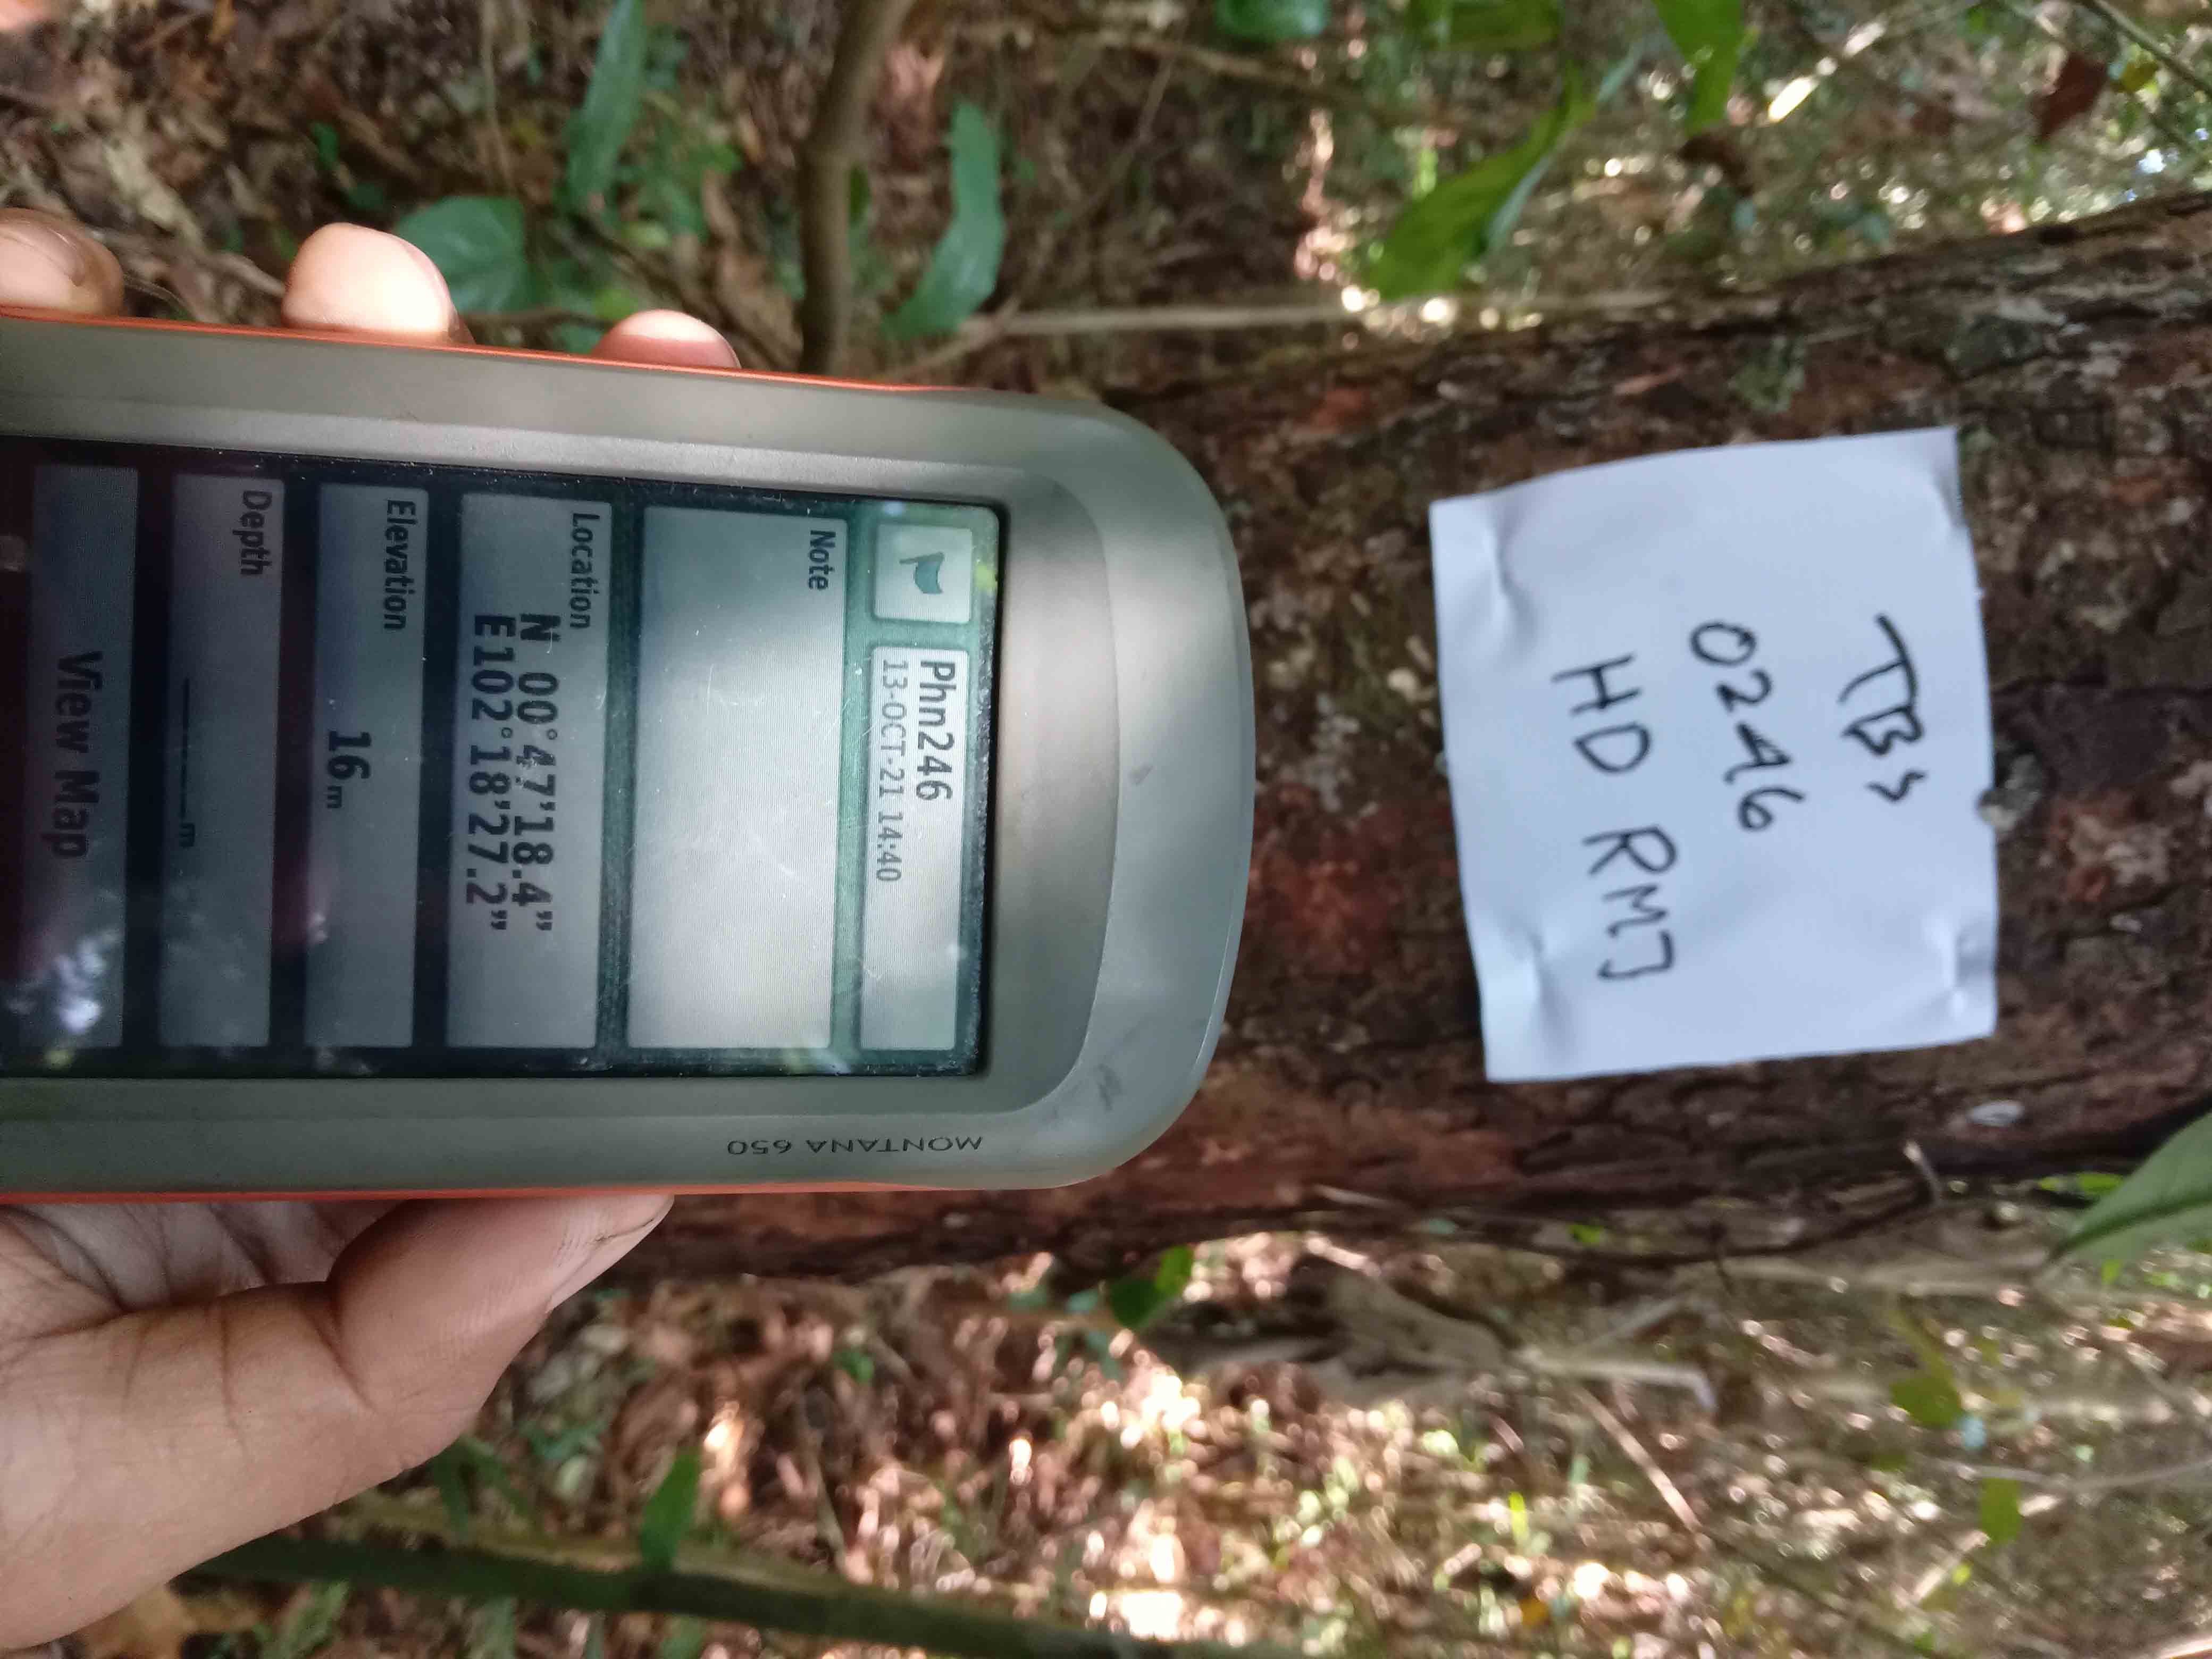 TBS
0246
HD RMJ
MONTANA 650
Phn246
13-OCT-21 14:40
Note
Location
N 00°47'18.4"
E102°18'27.2"
Elevation
16m
Depth
_____m
View Map